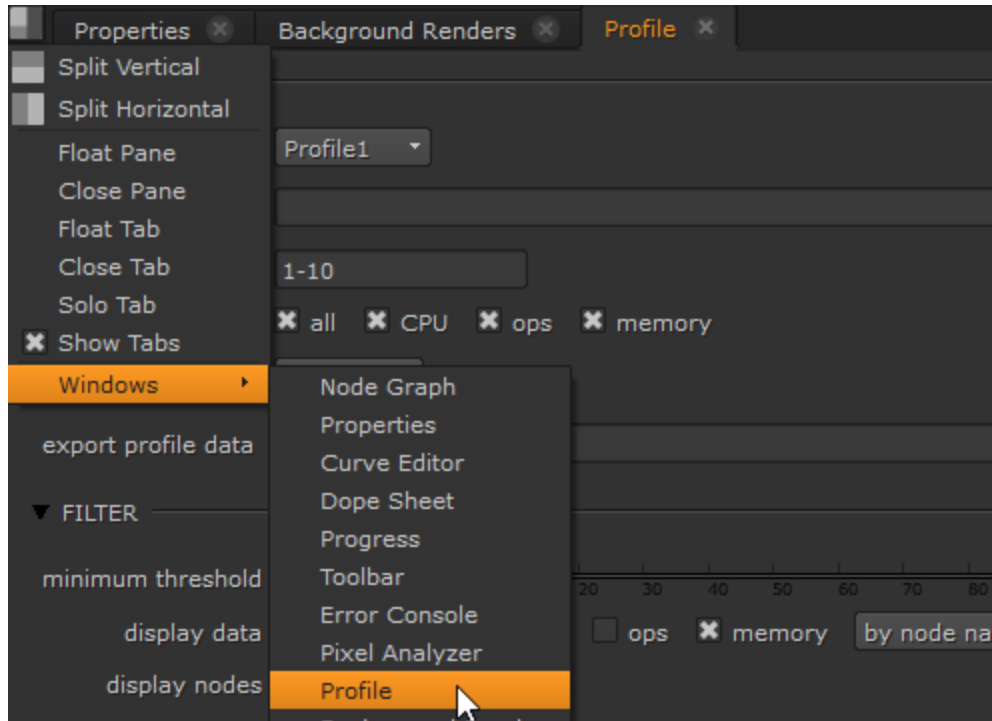 Properties
Background Renders
Profile
Split Vertical
Split Horizontal
Float Pane
Close Pane
Float Tab
Close Tab
Solo Tab
Show Tabs
Windows
Profile1
1-10
all CPU ops memory
Node Graph
Properties
Curve Editor
Dope Sheet
Progress
Toolbar
Error Console
Pixel Analyzer
Profile
export profile data
FILTER
minimum threshold
20 30 40 50 60 70 80
display data
ops memory by node na
display nodes